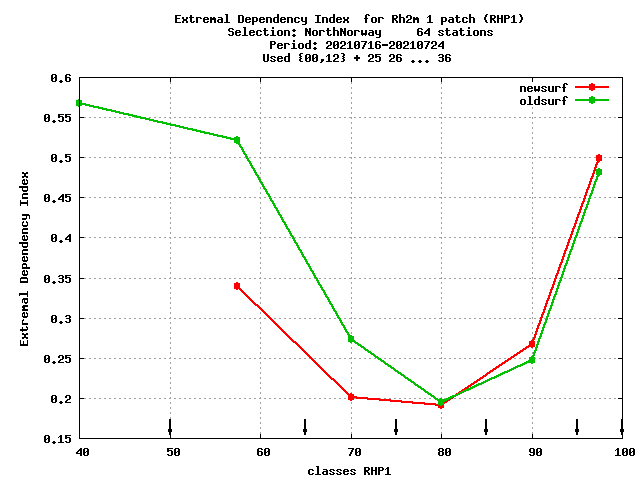 Extremal Dependency Index  for Rh2m 1 patch (RHP1)
Selection: NorthNorway     64 stations
Period: 20210716-20210724
Used {00,12} + 25 26 ... 36
newsurf
oldsurf
0.6
0.55
0.5
0.45
0.4
0.35
0.3
0.25
0.2
0.15
Extremal Dependency Index
40 50 60 70 80 90 100
classes RHP1